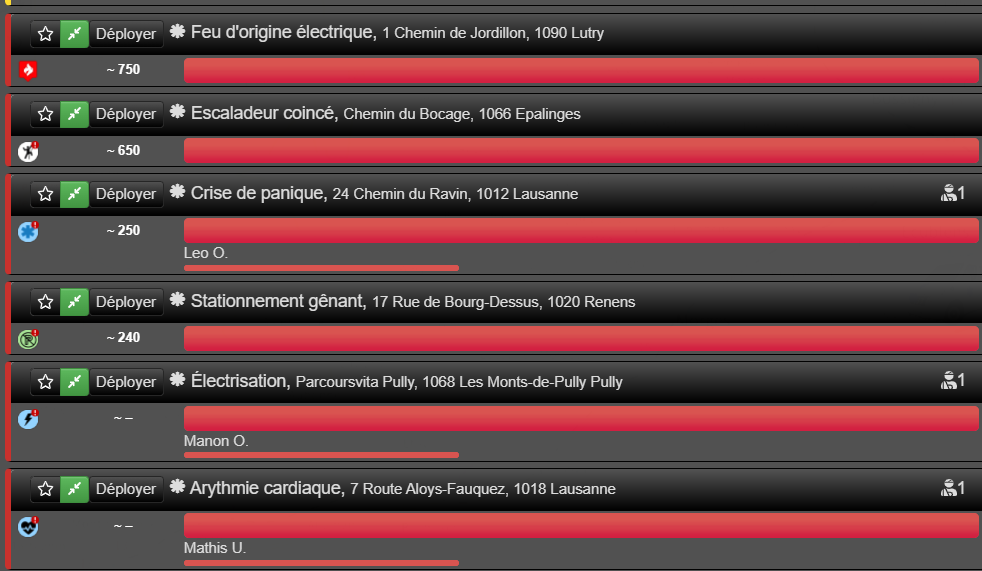 Déployer Feu d'origine électrique, 1 Chemin de Jordillon, 1090 Lutry
~ 750
Déployer Escaladeur coincé, Chemin du Bocage, 1066 Epalinges
~ 650
Déployer Crise de panique, 24 Chemin du Ravin, 1012 Lausanne 1
~ 250
Leo O.
Déployer Stationnement gênant, 17 Rue de Bourg-Dessus, 1020 Renens
~ 240
Déployer Électrisation, Parcoursvita Pully, 1068 Les Monts-de-Pully Pully 1
~ –
Manon O.
Déployer Arythmie cardiaque, 7 Route Aloys-Fauquez, 1018 Lausanne 1
~ –
Mathis U.